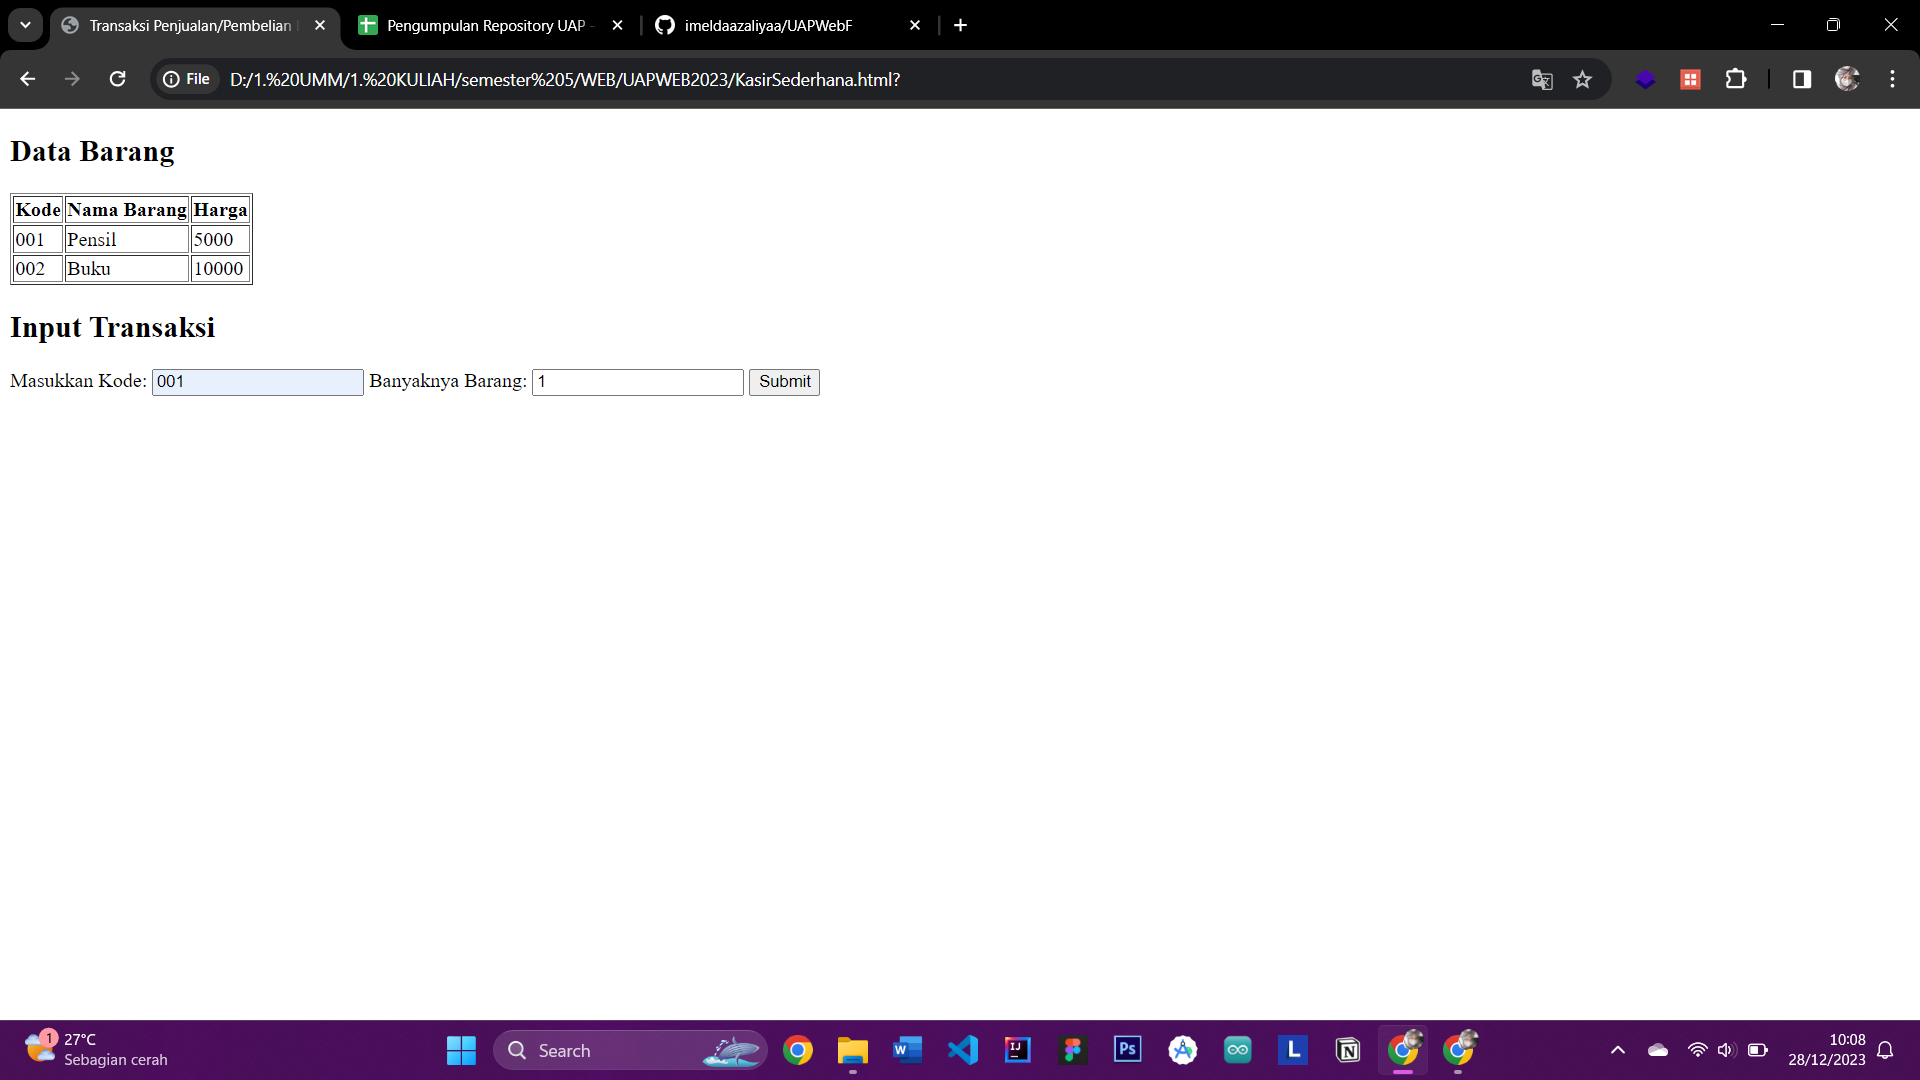 Transaksi Penjualan/Pembelian
Pengumpulan Repository UAP -
imeldaazaliyaa/UAPWebF
File
D:/1.%20UMM/1.%20KULIAH/semester%205/WEB/UAPWEB2023/KasirSederhana.html?
Data Barang
Kode Nama Barang Harga
001 Pensil 5000
002 Buku 10000
Input Transaksi
Masukkan Kode: 001 Banyaknya Barang: 1 Submit
1
27°C
Sebagian cerah
Search
W
IJ
Ps
L
N
10:08
28/12/2023